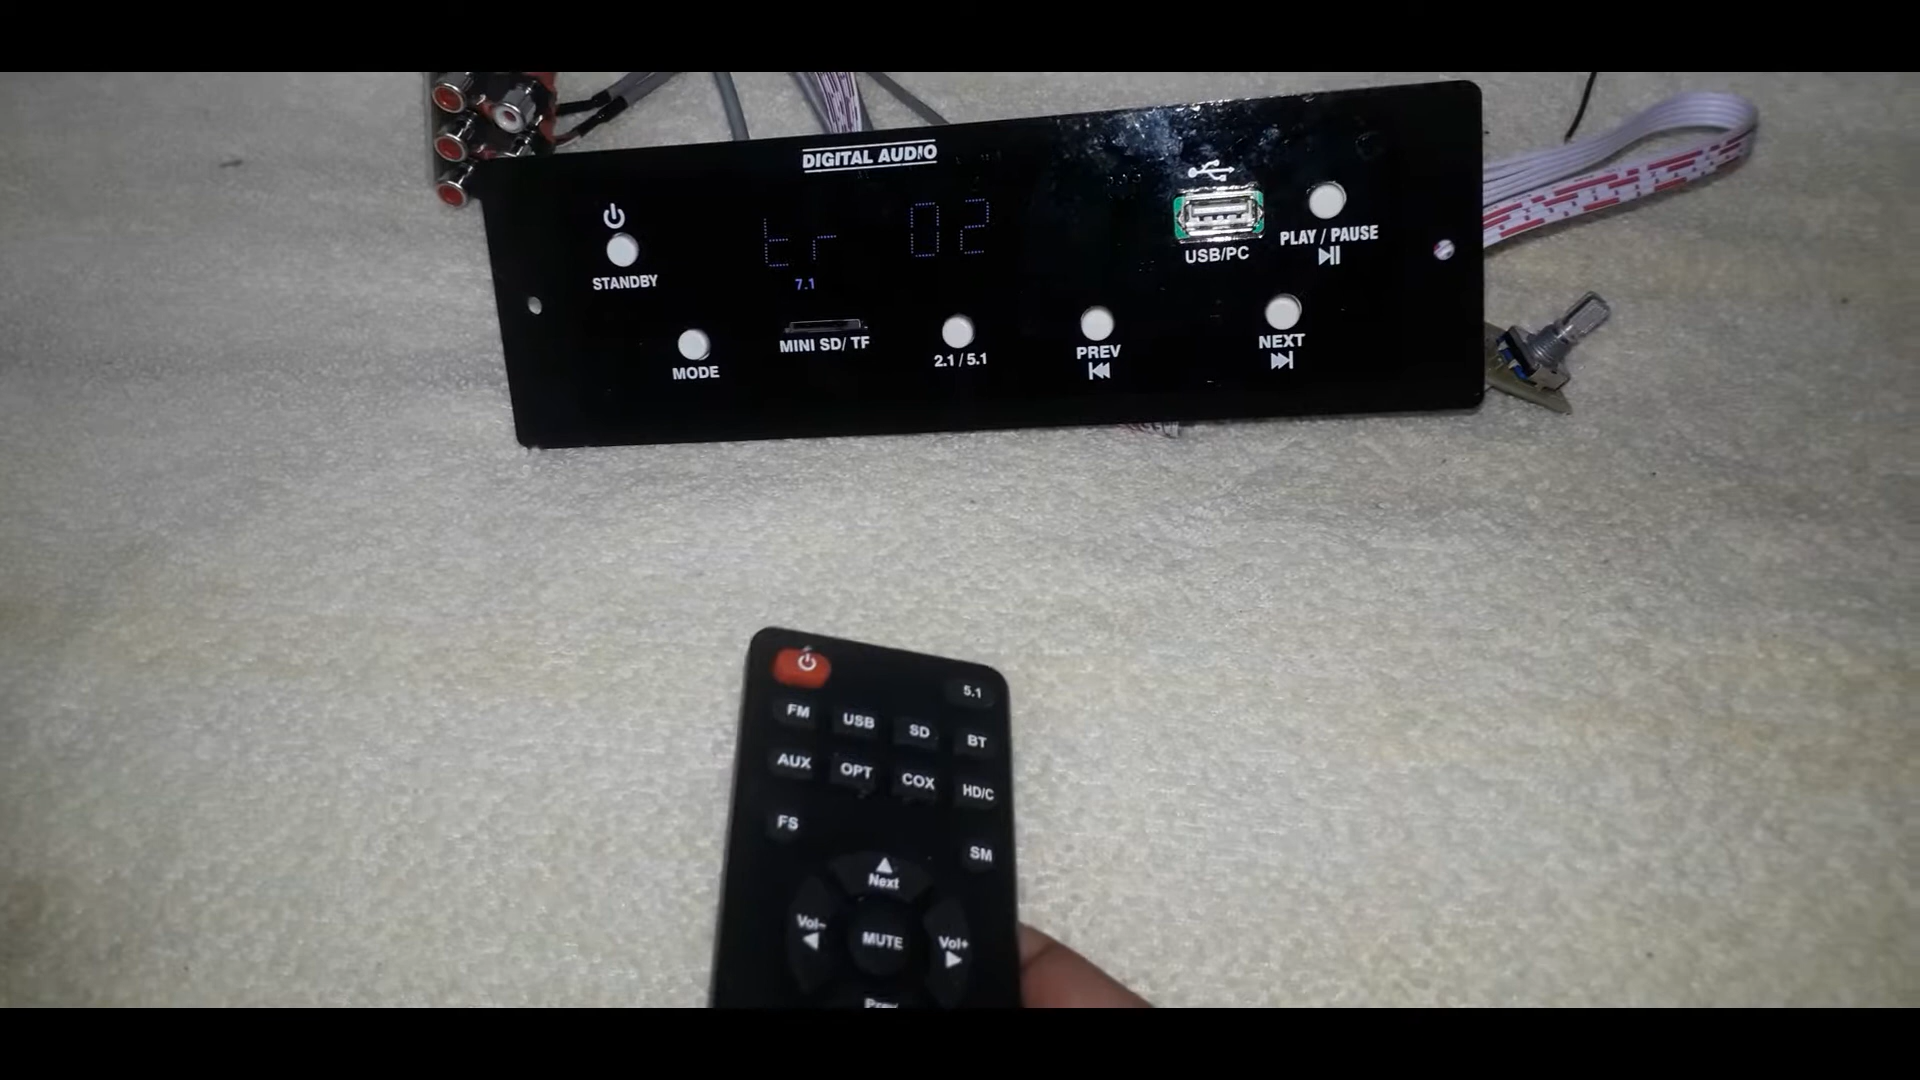 DIGITAL AUDIO
tr 02
7.1
STANDBY
USB/PC
PLAY / PAUSE
MODE
MINI SD/ TF
2.1 / 5.1
PREV
NEXT
5.1
FM USB SD BT
AUX OPT COX HD/C
FS
SM
Next
Vol-
MUTE
Vol+
Prev